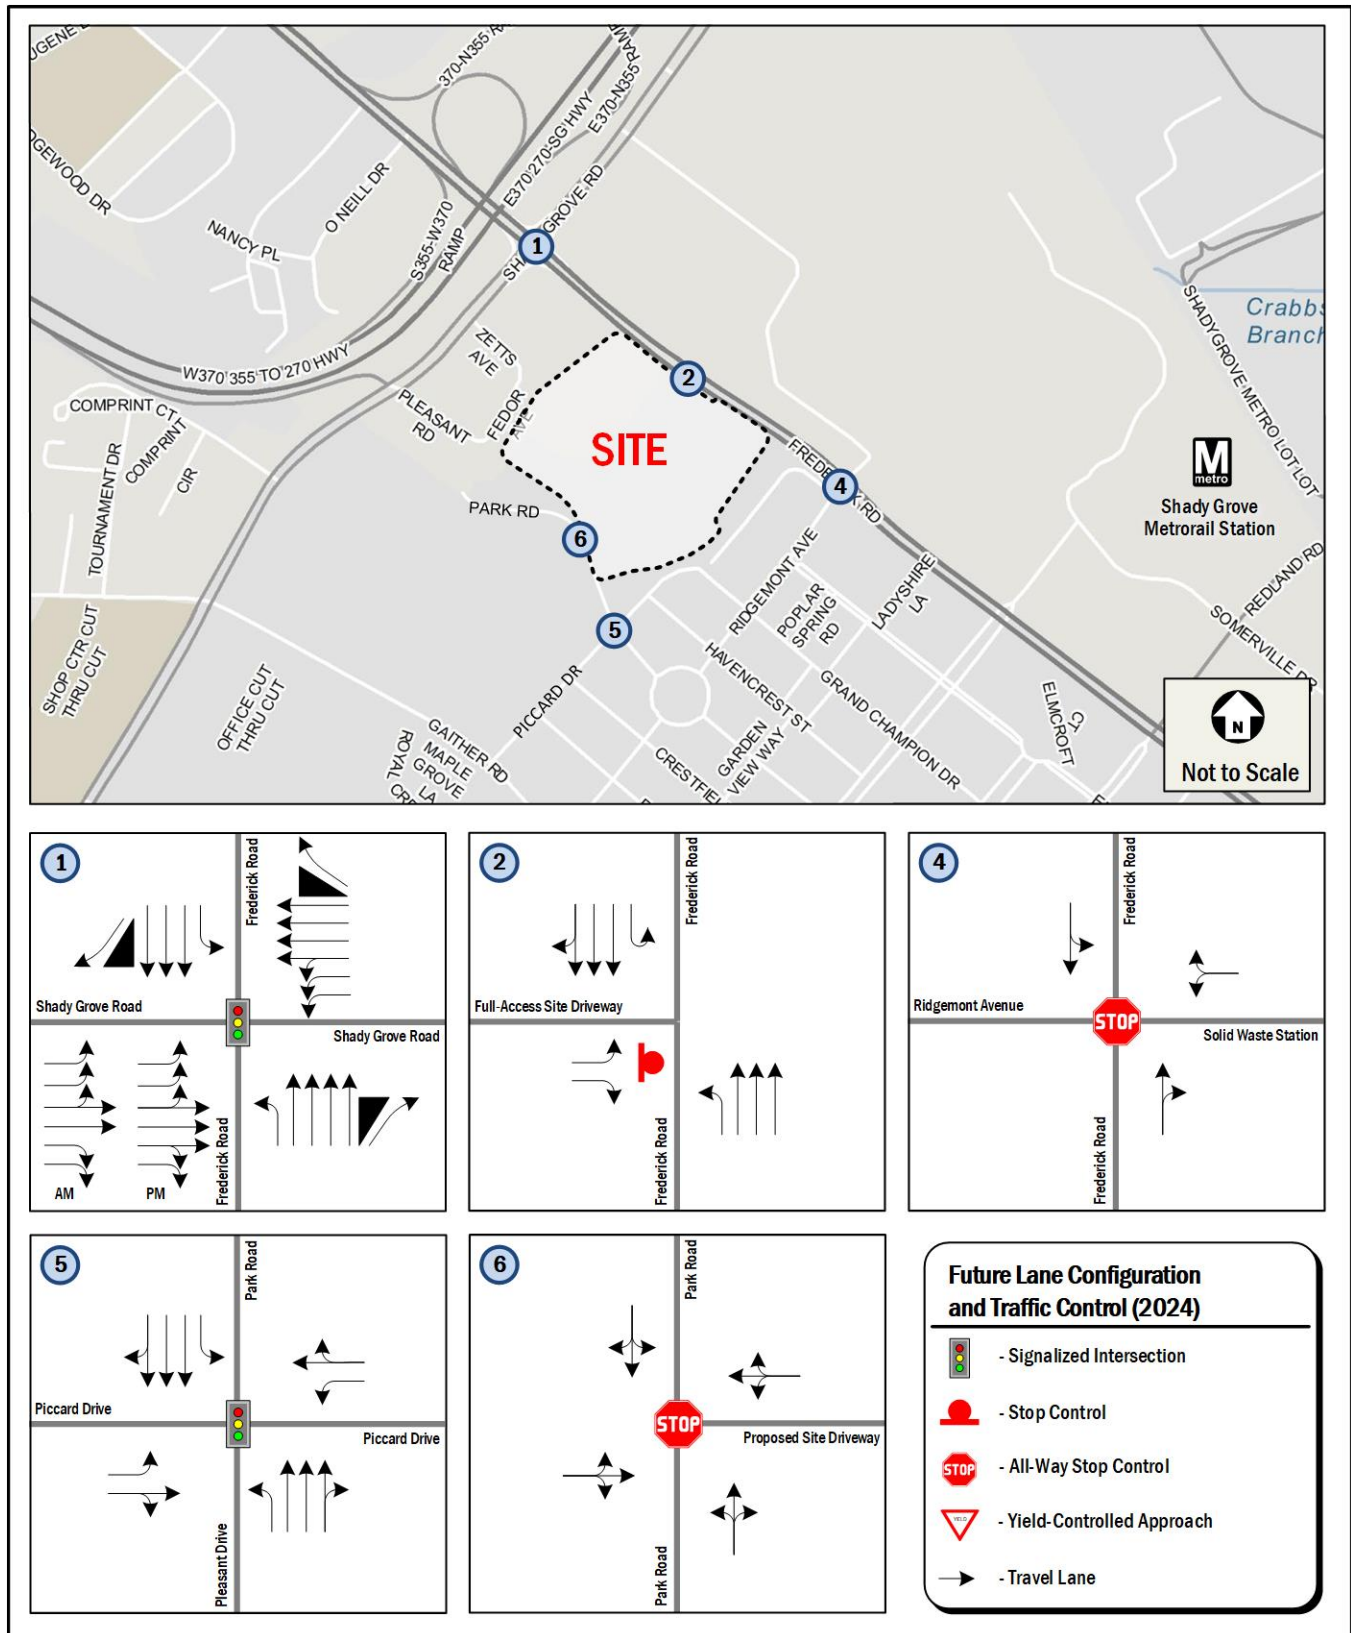 370-N355 RA
E370-N355
E370 270-SG HWY
O NEILL DR
NANCY PL
S355-W370
RAMP
GROVE RD
1
W370 355 TO 270 HWY
ZETTS
AVE
FEDOR
AVE
PLEASANT
RD
2
SITE
COMPRINT CT
COMPRINT
CIR
TOURNAMENT DR
PARK RD
6
5
FREDE
K RD
4
RIDGEMONT AVE
POPLAR
SPRING
RD
LADYSHIRE
LA
SHADYGROVE METRO LOT LOT
Crabbs
Branch
M
metro
Shady Grove
Metrorail Station
REDLAND RD
SOMERVILLE DR
SHOP CTR CUT
THRU CUT
OFFICE CUT
THRU CUT
PICCARD DR
GAITHER RD
MAPLE
GROVE
LA
ROYAL
HAVENCREST ST
GRAND CHAMPION DR
GARDEN
VIEW WAY
CRESTFIE
ELMCROFT
CT
N
Not to Scale
1
Frederick Road
Shady Grove Road
Shady Grove Road
Frederick Road
AM
PM
2
Frederick Road
Full-Access Site Driveway
Frederick Road
4
Frederick Road
Ridgemont Avenue
STOP
Solid Waste Station
Frederick Road
5
Park Road
Piccard Drive
Piccard Drive
Pleasant Drive
6
Park Road
STOP
Proposed Site Driveway
Park Road
Future Lane Configuration
and Traffic Control (2024)
- Signalized Intersection
- Stop Control
STOP
- All-Way Stop Control
YIELD
- Yield-Controlled Approach
- Travel Lane